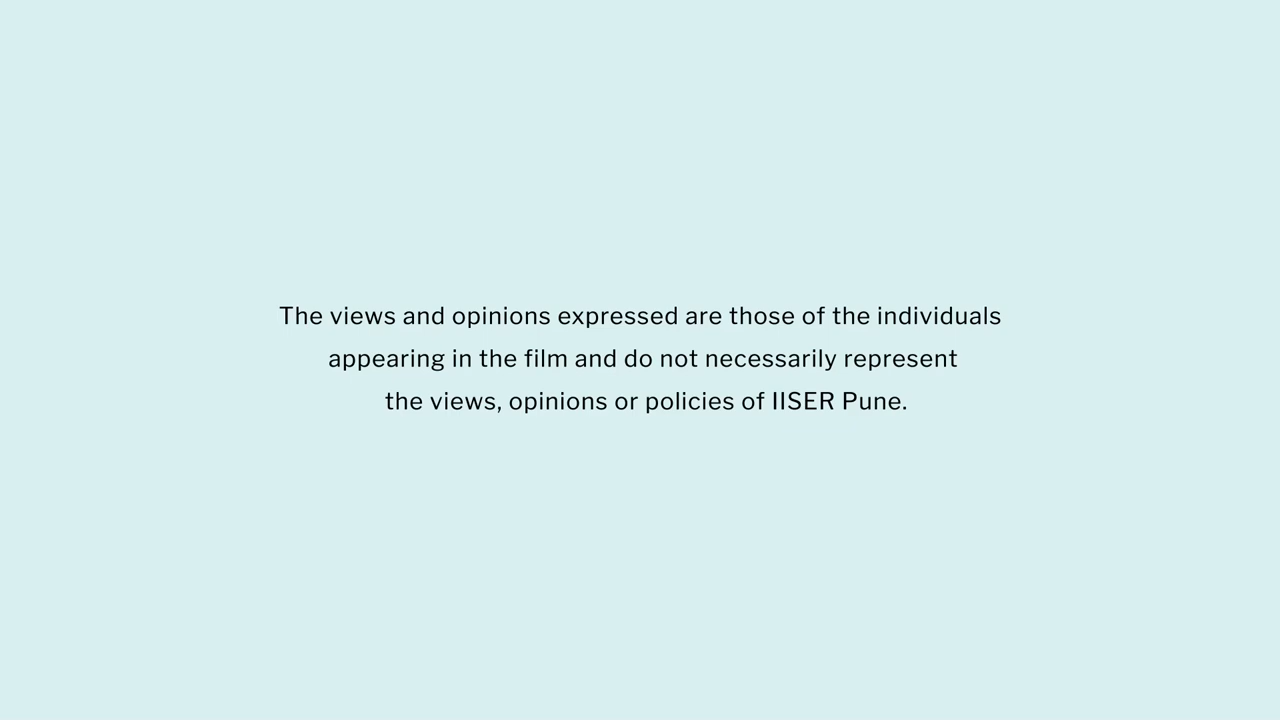 The views and opinions expressed are those of the individuals
appearing in the film and do not necessarily represent
the views, opinions or policies of IISER Pune.